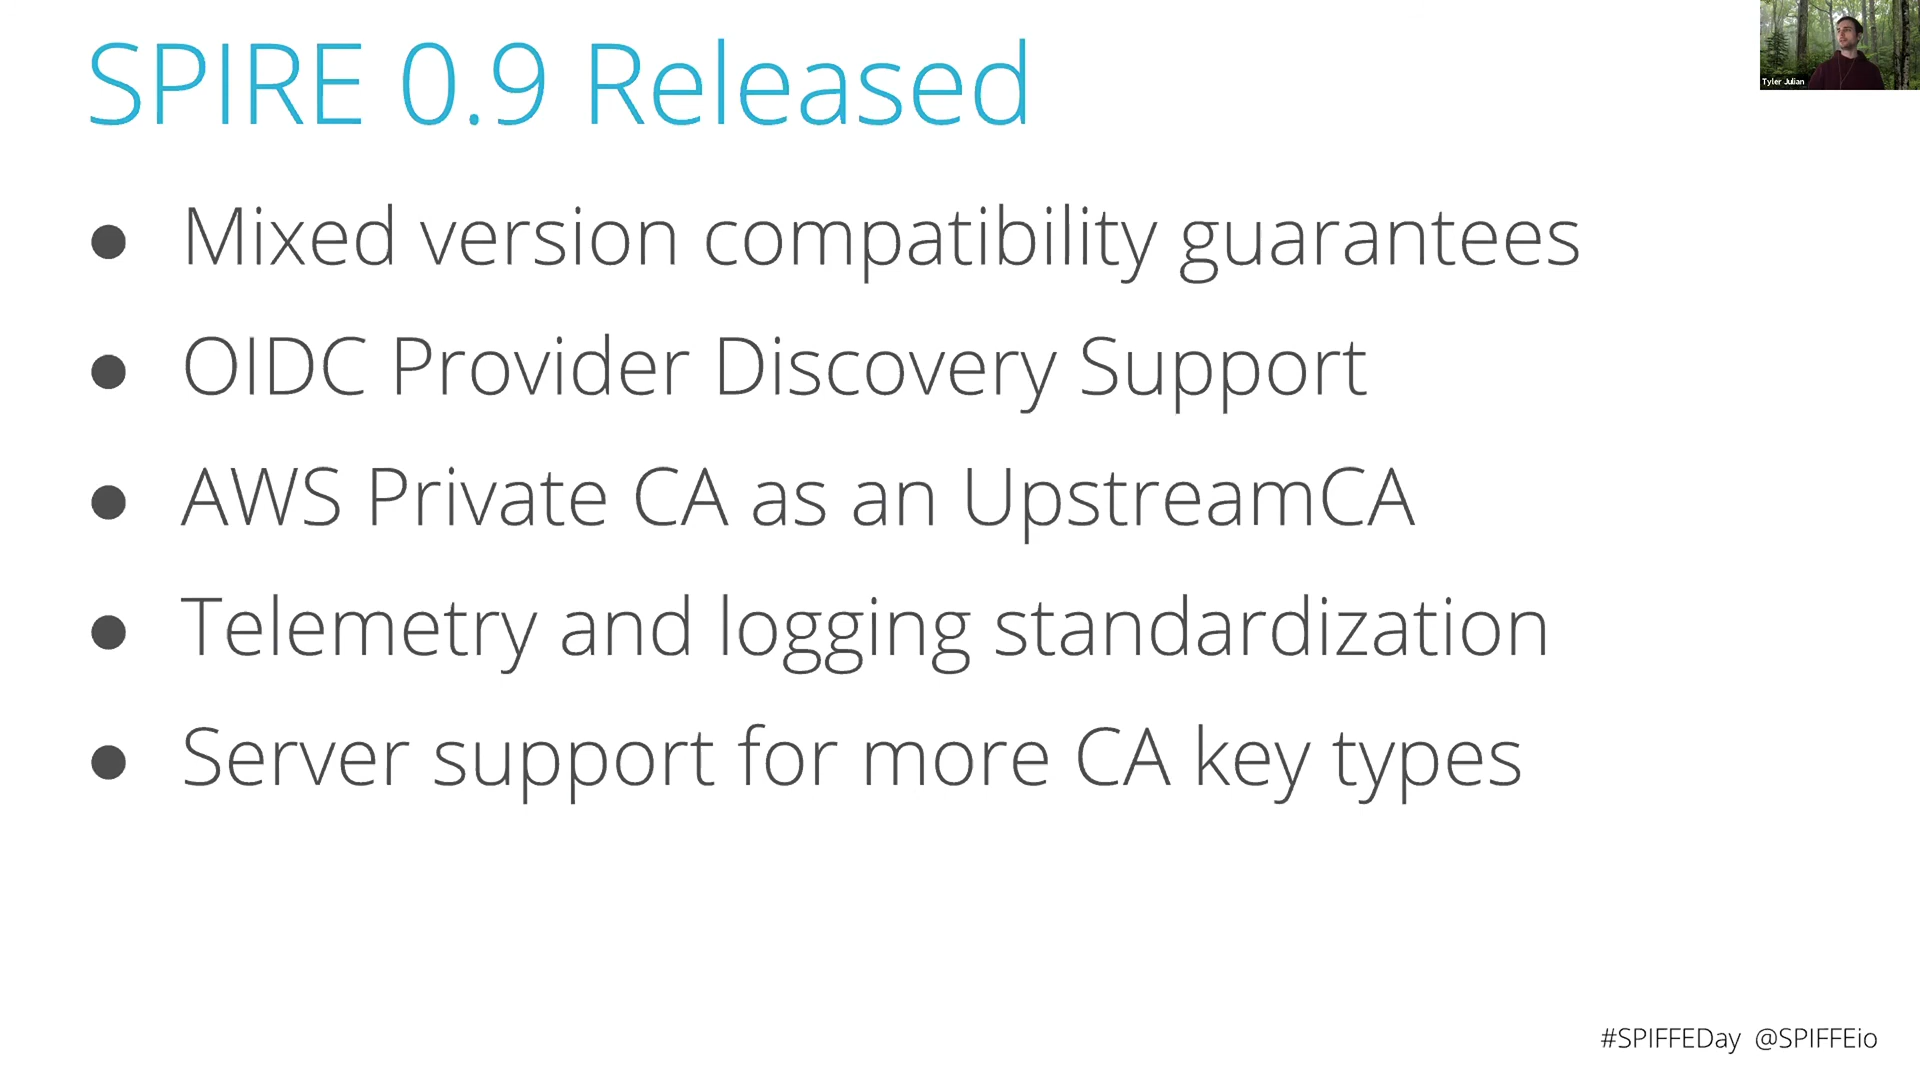 SPIRE 0.9 Released
Tyler Julian
● Mixed version compatibility guarantees
● OIDC Provider Discovery Support
● AWS Private CA as an UpstreamCA
● Telemetry and logging standardization
● Server support for more CA key types
#SPIFFEDay @SPIFFEio